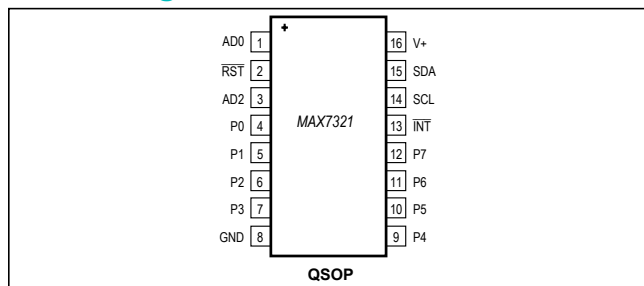 AD0 1 16 V+
RST 2 15 SDA
AD2 3 14 SCL
P0 4 MAX7321 13 INT
P1 5 12 P7
P2 6 11 P6
P3 7 10 P5
GND 8 9 P4
QSOP